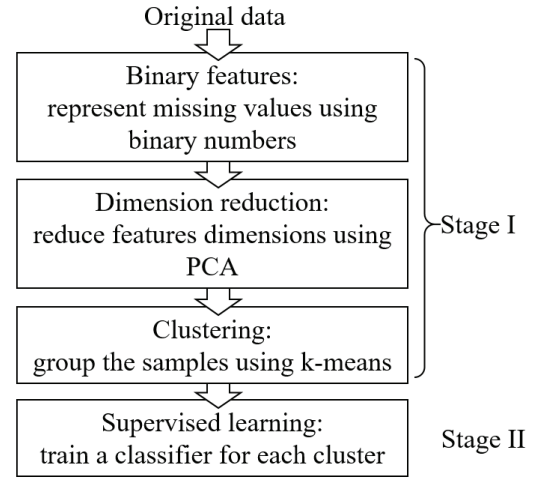 Original data
Binary features:
represent missing values using
binary numbers
Dimension reduction:
reduce features dimensions using
PCA
Stage I
Clustering:
group the samples using k-means
Supervised learning:
train a classifier for each cluster
Stage II